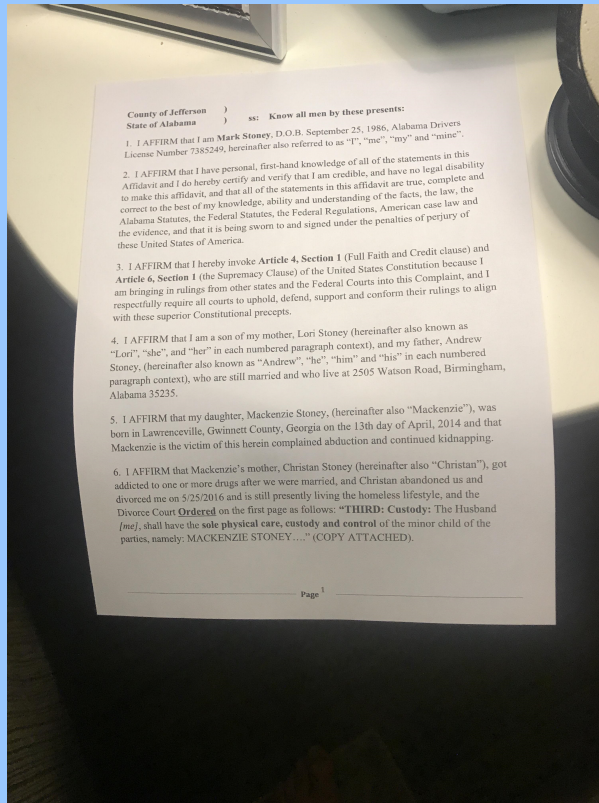 County of Jefferson )
State of Alabama ) ss: Know all men by these presents:
1. I AFFIRM that I am Mark Stoney, D.O.B. September 25, 1986, Alabama Drivers
License Number 7385249, hereinafter also referred to as “I”, “me”, “my” and “mine”.
2. I AFFIRM that I have personal, first-hand knowledge of all of the statements in this
Affidavit and I do hereby certify and verify that I am credible, and have no legal disability
to make this affidavit, and that all of the statements in this affidavit are true, complete and
correct to the best of my knowledge, ability and understanding of the facts, the law, the
Alabama Statutes, the Federal Statutes, the Federal Regulations, American case law and
the evidence, and that it is being sworn to and signed under the penalties of perjury of
these United States of America.
3. I AFFIRM that I hereby invoke Article 4, Section 1 (Full Faith and Credit clause) and
Article 6, Section 1 (the Supremacy Clause) of the United States Constitution because I
am bringing in rulings from other states and the Federal Courts into this Complaint, and I
respectfully require all courts to uphold, defend, support and conform their rulings to align
with these superior Constitutional precepts.
4. I AFFIRM that I am a son of my mother, Lori Stoney (hereinafter also known as
“Lori”, “she”, and “her” in each numbered paragraph context), and my father, Andrew
Stoney, (hereinafter also known as “Andrew”, “he”, “him” and “his” in each numbered
paragraph context), who are still married and who live at 2505 Watson Road, Birmingham,
Alabama 35235.
5. I AFFIRM that my daughter, Mackenzie Stoney, (hereinafter also “Mackenzie”), was
born in Lawrenceville, Gwinnett County, Georgia on the 13th day of April, 2014 and that
Mackenzie is the victim of this herein complained abduction and continued kidnapping.
6. I AFFIRM that Mackenzie’s mother, Christan Stoney (hereinafter also “Christan”), got
addicted to one or more drugs after we were married, and Christan abandoned us and
divorced me on 5/25/2016 and is still presently living the homeless lifestyle, and the
Divorce Court Ordered on the first page as follows: “THIRD: Custody: The Husband
[me], shall have the sole physical care, custody and control of the minor child of the
parties, namely: MACKENZIE STONEY….” (COPY ATTACHED).
Page 1